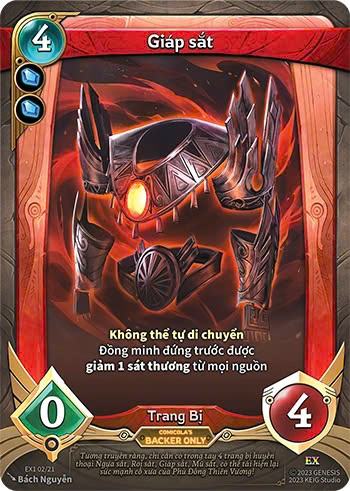 4
Giáp sắt
Không thể tự di chuyển
Đồng minh đứng trước được
giảm 1 sát thương từ mọi nguồn
0
Trang Bị
4
COMICOLA'S
BACKER ONLY
EX
EX1 02/21
Bách Nguyễn
Tương truyền rằng, chỉ cần có trong tay 4 trang bị huyền
thoại Ngựa sắt, Roi sắt, Giáp sắt, Mũ sắt, có thể tái hiện lại
sức mạnh cổ xưa của Phù Đổng Thiên Vương!
© 2023 GENESIS
2023 KEIG Studio